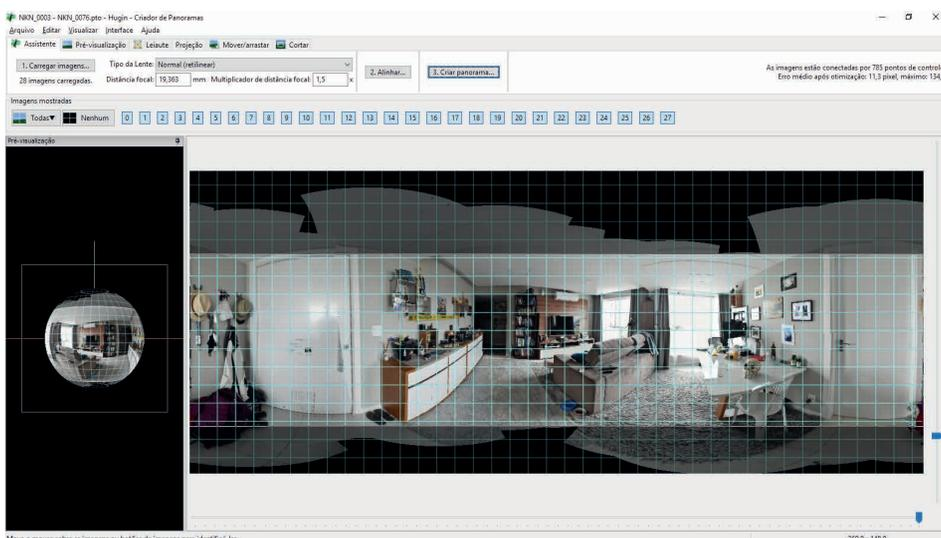 NKN_0003 - NKN_0076.pto - Hugin - Criador de Panoramas
Arquivo Editar Visualizar Interface Ajuda
Assistente Pré-visualização Leiaute Projeção Mover/arrastar Cortar
1. Carregar imagens...
28 imagens carregadas.
Tipo da Lente: Normal (retilinear)
Distância focal: 19,363 mm Multiplicador de distância focal: 1,5 x
2. Alinhar...
3. Criar panorama...
As imagens estão conectadas por 785 pontos de control
Erro médio após otimização: 11,3 pixel, máximo: 134,
Imagens mostradas
Todas Nenhum 0 1 2 3 4 5 6 7 8 9 10 11 12 13 14 15 16 17 18 19 20 21 22 23 24 25 26 27
Pré-visualização